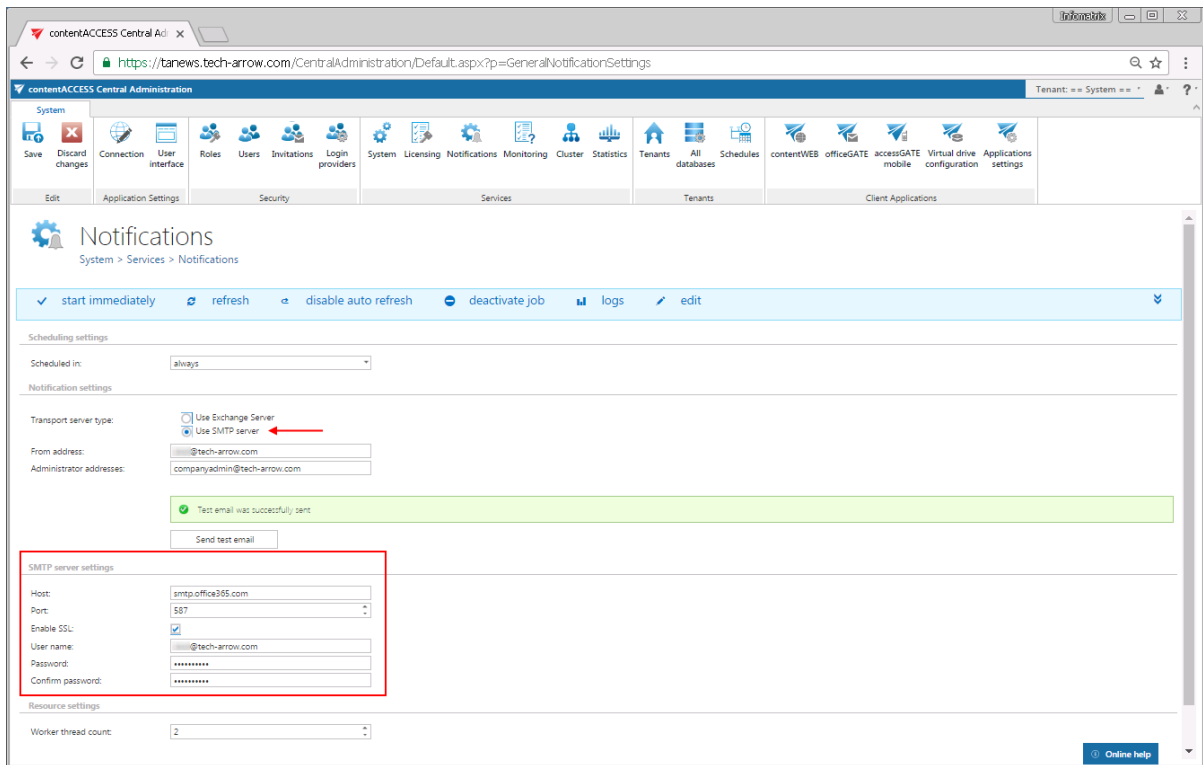 Infometrix
contentACCESS Central Adi
https://tanews.tech-arrow.com/CentralAdministration/Default.aspx?p=GeneralNotificationSettings
contentACCESS Central Administration
Tenant: == System ==
?
System
Save
Discard changes
Connection
User interface
Roles
Users
Invitations
Login providers
System
Licensing
Notifications
Monitoring
Cluster
Statistics
Tenants
All databases
Schedules
contentWEB
officeGATE
accessGATE mobile
Virtual drive configuration
Applications settings
Edit
Application Settings
Security
Services
Tenants
Client Applications
Notifications
System > Services > Notifications
start immediately refresh disable auto refresh deactivate job logs edit
Scheduling settings
Scheduled in: always
Notification settings
Transport server type: Use Exchange Server
Use SMTP server
From address: @tech-arrow.com
Administrator addresses: companyadmin@tech-arrow.com
Test email was successfully sent
Send test email
SMTP server settings
Host: smtp.office365.com
Port: 587
Enable SSL:
User name: @tech-arrow.com
Password: ••••••••••
Confirm password: ••••••••••
Resource settings
Worker thread count: 2
Online help